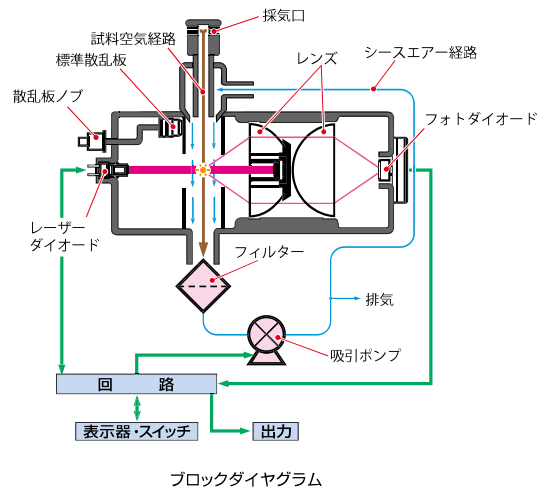 採気口
試料空気経路
標準散乱板
レンズ
シースエアー経路
散乱板ノブ
フォトダイオード
レーザー
ダイオード
フィルター
排気
吸引ポンプ
回　路
表示器・スイッチ
出力
ブロックダイヤグラム